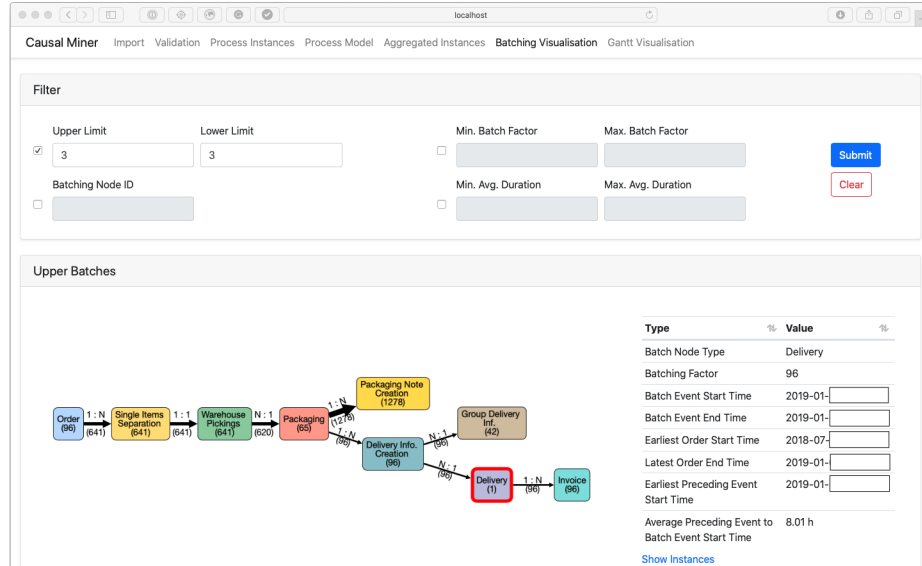 localhost
Causal Miner Import Validation Process Instances Process Model Aggregated Instances Batching Visualisation Gantt Visualisation
Filter
Upper Limit Lower Limit Min. Batch Factor Max. Batch Factor
3 3 Submit
Batching Node ID Min. Avg. Duration Max. Avg. Duration Clear
Upper Batches
Order
(96)
1 : N
(641)
Single Items
Separation
(641)
1 : 1
(641)
Warehouse
Pickings
(641)
N : 1
(620)
Packaging
(65)
1 : N
(1278)
Packaging Note
Creation
(1278)
1 : N
(96)
Delivery Info.
Creation
(96)
N : 1
(96)
Group Delivery
Inf.
(42)
N : 1
(96)
Delivery
(1)
1 : N
(96)
Invoice
(96)
Type Value
Batch Node Type Delivery
Batching Factor 96
Batch Event Start Time 2019-01-
Batch Event End Time 2019-01-
Earliest Order Start Time 2018-07-
Latest Order End Time 2019-01-
Earliest Preceding Event 2019-01-
Start Time
Average Preceding Event to 8.01 h
Batch Event Start Time
Show Instances